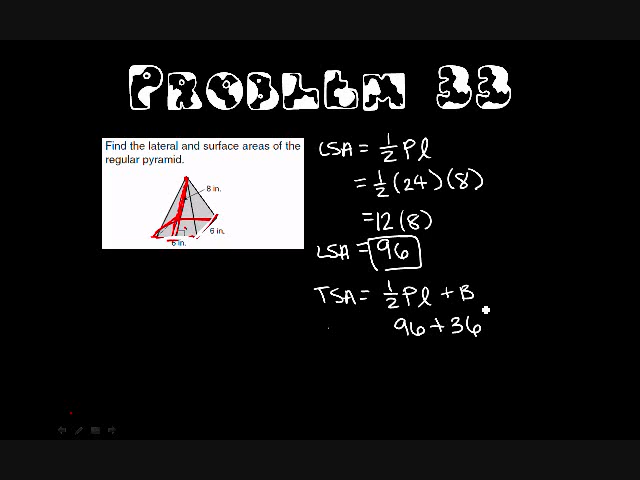 PROBLEM 33
Find the lateral and surface areas of the
regular pyramid.
8 in.
6 in.
6 in.
LSA = 1/2 Pl
= 1/2 (24)(8)
= 12(8)
LSA = 96
TSA = 1/2 Pl + B
96 + 36